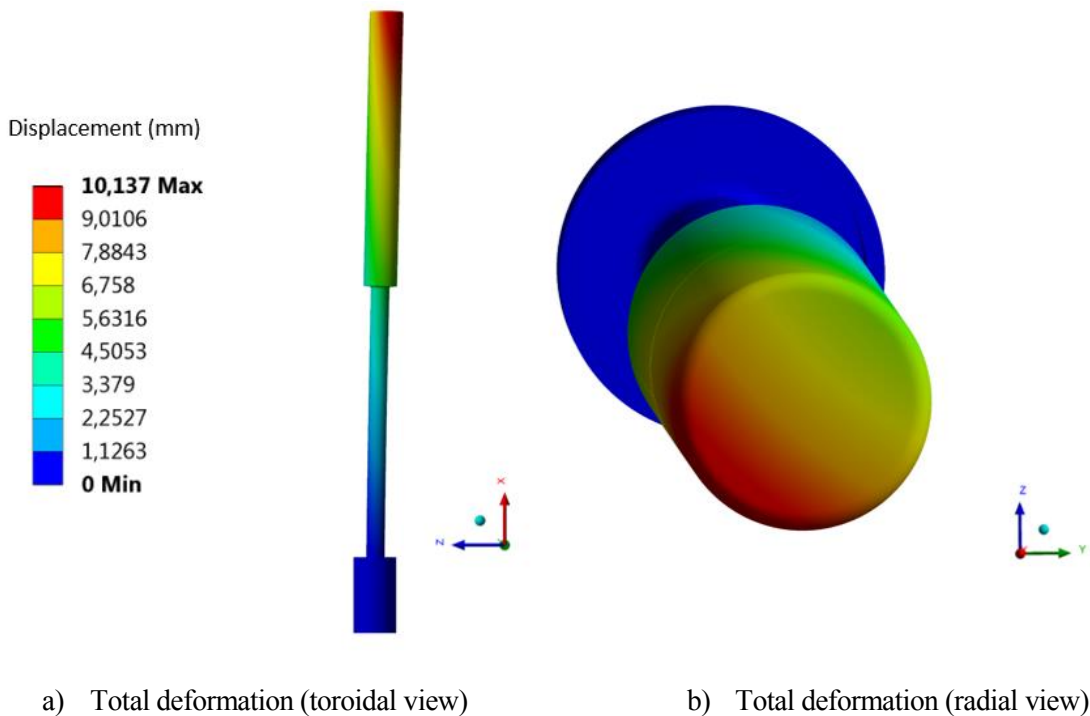 Displacement (mm)
10,137 Max
9,0106
7,8843
6,758
5,6316
4,5053
3,379
2,2527
1,1263
0 Min
X
Z
Z
Y
a) Total deformation (toroidal view)
b) Total deformation (radial view)